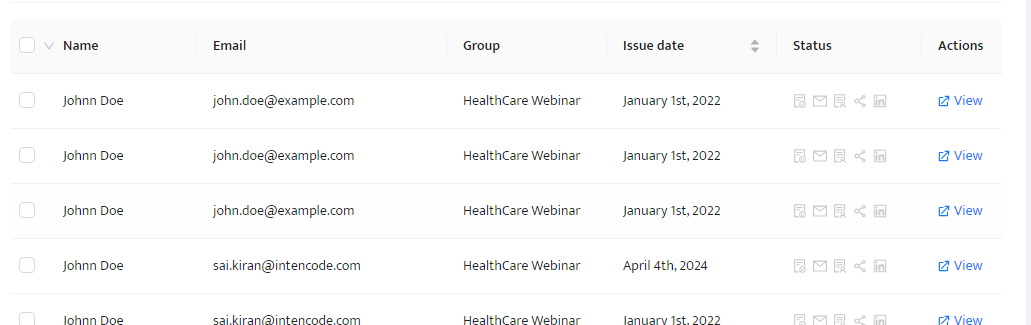 Name Email Group Issue date Status Actions
Johnn Doe john.doe@example.com HealthCare Webinar January 1st, 2022 View
Johnn Doe john.doe@example.com HealthCare Webinar January 1st, 2022 View
Johnn Doe john.doe@example.com HealthCare Webinar January 1st, 2022 View
Johnn Doe sai.kiran@intencode.com HealthCare Webinar April 4th, 2024 View
Johnn Doe sai.kiran@intencode.com HealthCare Webinar January 1st, 2022 View